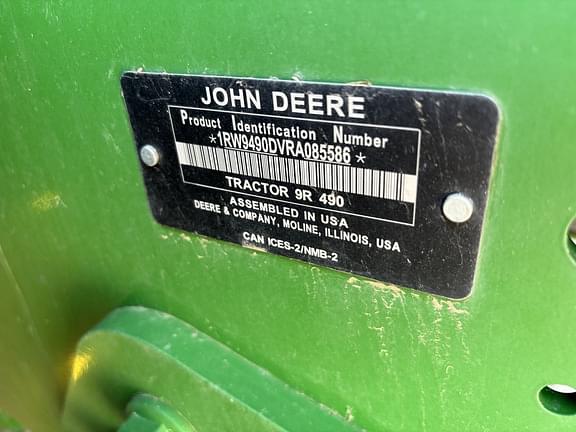 JOHN DEERE
Product Identification Number
*1RW9490DVRA085586*
TRACTOR 9R 490
ASSEMBLED IN USA
DEERE & COMPANY, MOLINE, ILLINOIS, USA
CAN ICES-2/NMB-2